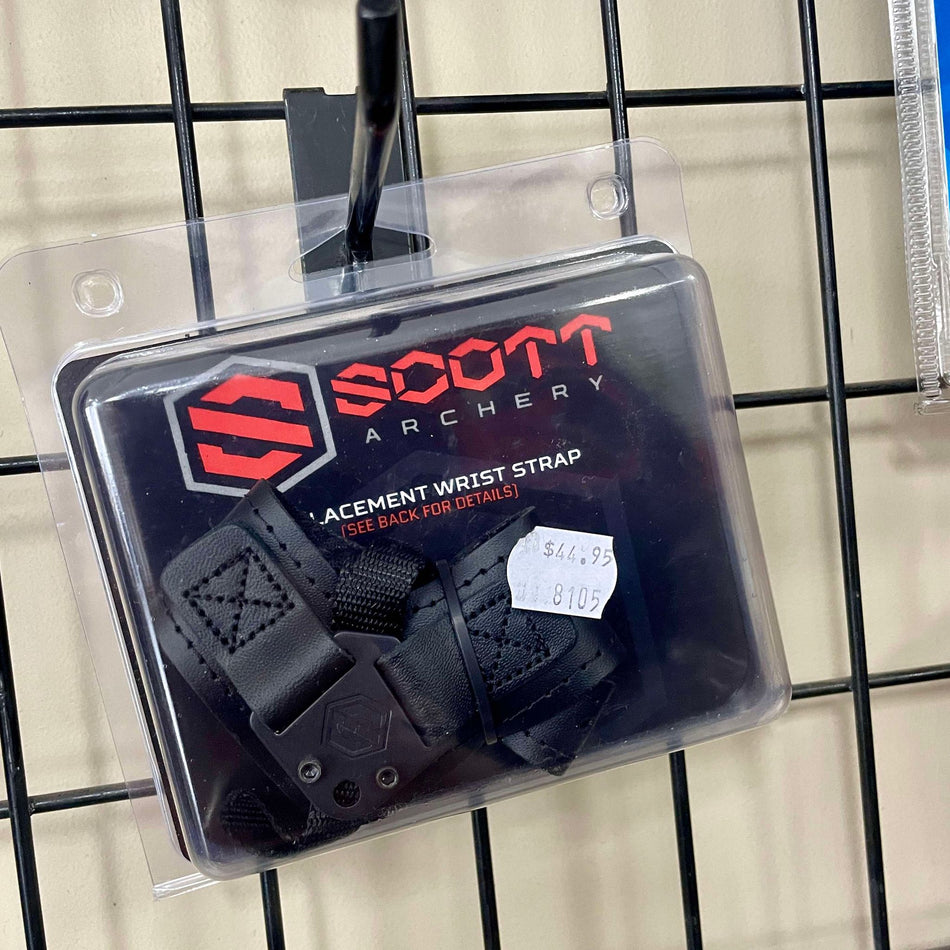 SCOTT
ARCHERY
LACEMENT WRIST STRAP
[SEE BACK FOR DETAILS]
$44.95
8105